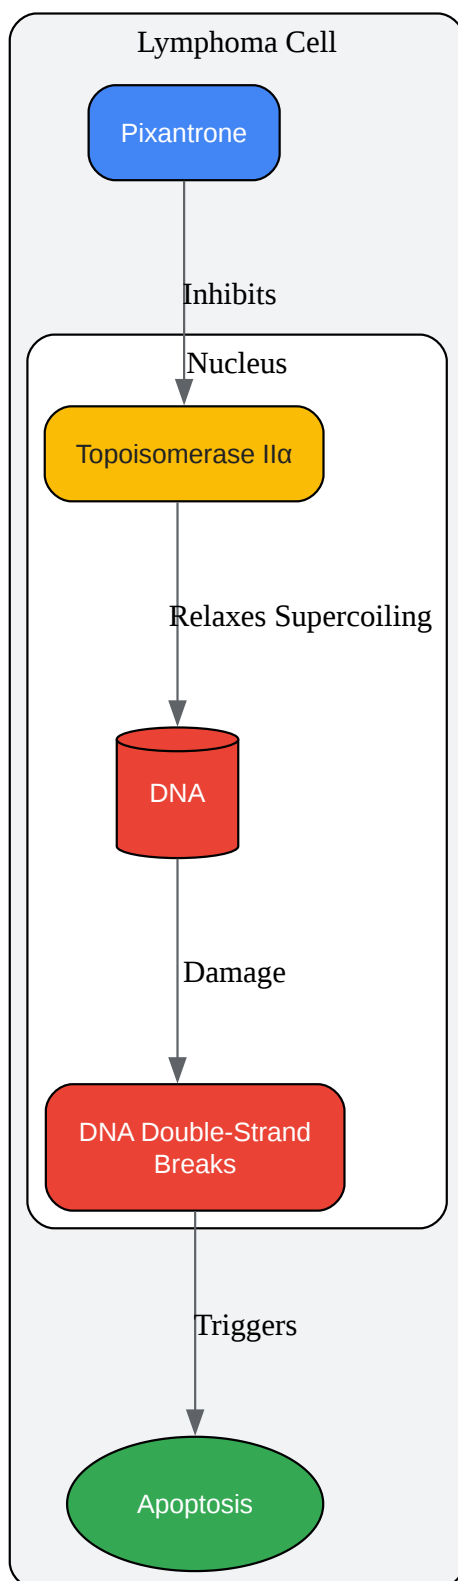 Lymphoma Cell
Pixantrone
Inhibits
Nucleus
Topoisomerase IIα
Relaxes Supercoiling
DNA
Damage
DNA Double-Strand
Breaks
Triggers
Apoptosis